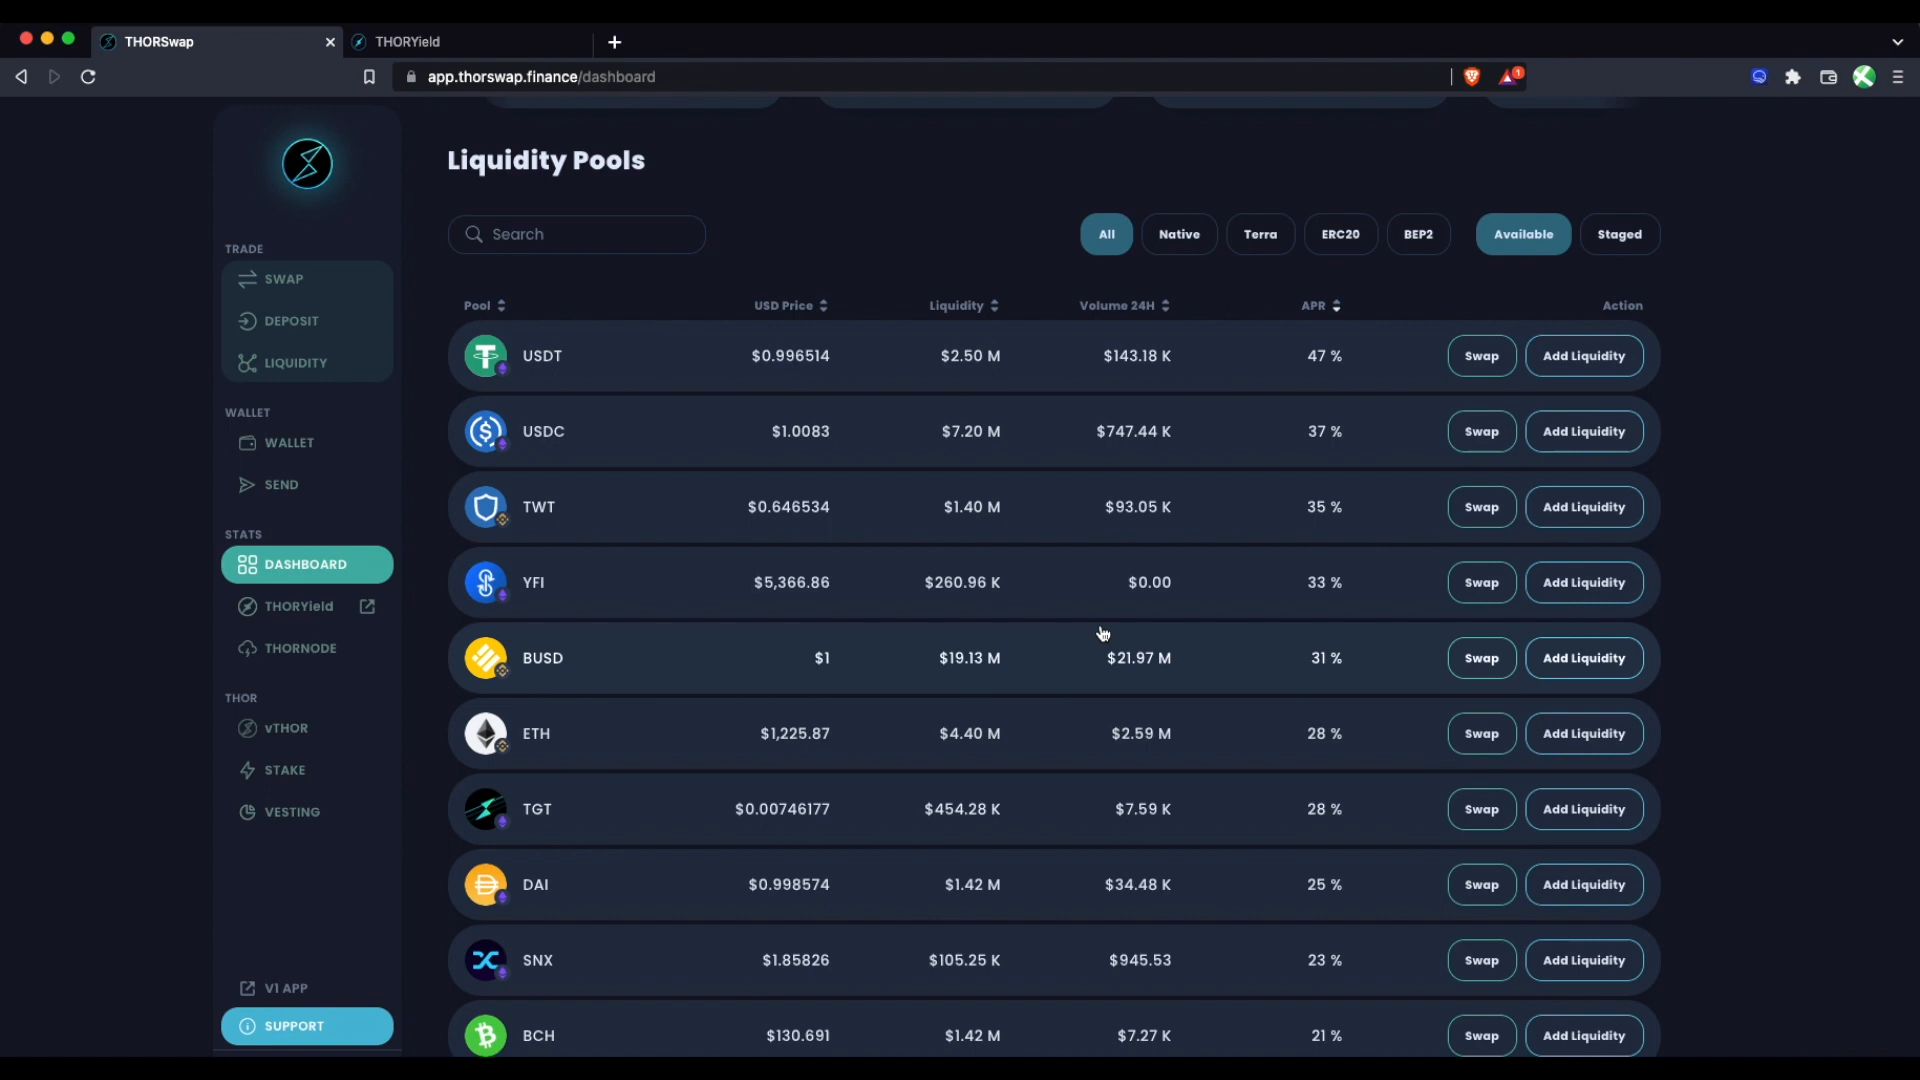 THORSwap
THORYield
app.thorswap.finance/dashboard
1
Liquidity Pools
Search
All
Native
Terra
ERC20
BEP2
Available
Staged
TRADE
SWAP
DEPOSIT
LIQUIDITY
WALLET
WALLET
SEND
STATS
DASHBOARD
THORYield
THORNODE
THOR
vTHOR
STAKE
VESTING
V1 APP
SUPPORT
Pool USD Price Liquidity Volume 24H APR Action
USDT $0.996514 $2.50 M $143.18 K 47 % Swap Add Liquidity
USDC $1.0083 $7.20 M $747.44 K 37 % Swap Add Liquidity
TWT $0.646534 $1.40 M $93.05 K 35 % Swap Add Liquidity
YFI $5,366.86 $260.96 K $0.00 33 % Swap Add Liquidity
BUSD $1 $19.13 M $21.97 M 31 % Swap Add Liquidity
ETH $1,225.87 $4.40 M $2.59 M 28 % Swap Add Liquidity
TGT $0.00746177 $454.28 K $7.59 K 28 % Swap Add Liquidity
DAI $0.998574 $1.42 M $34.48 K 25 % Swap Add Liquidity
SNX $1.85826 $105.25 K $945.53 23 % Swap Add Liquidity
BCH $130.691 $1.42 M $7.27 K 21 % Swap Add Liquidity